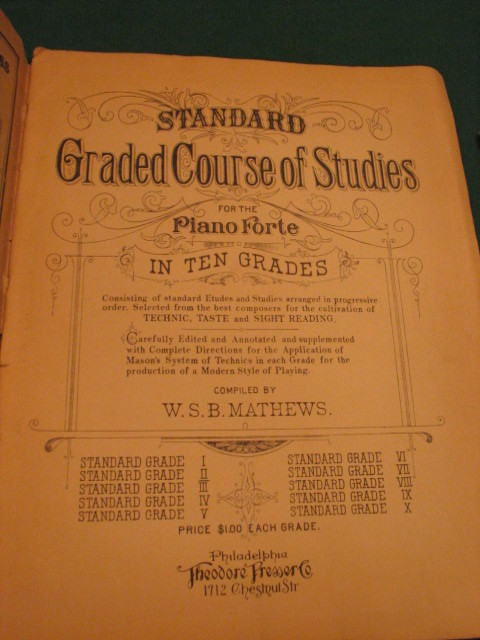 STANDARD
Graded Course of Studies
FOR THE
Piano Forte
IN TEN GRADES
Consisting of standard Etudes and Studies arranged in progressive
order, Selected from the best composers for the cultivation of
TECHNIC, TASTE and SIGHT READING.
Carefully Edited and Annotated and supplemented
with Complete Directions for the Application of
Mason's System of Technics in each Grade for the
production of a Modern Style of Playing.
COMPILED BY
W. S. B. MATHEWS.
STANDARD GRADE I
STANDARD GRADE II
STANDARD GRADE III
STANDARD GRADE IV
STANDARD GRADE V
STANDARD GRADE VI
STANDARD GRADE VII
STANDARD GRADE VIII
STANDARD GRADE IX
STANDARD GRADE X
PRICE $1.00 EACH GRADE.
Philadelphia
Theodore Presser Co.
1712 Chestnut Str